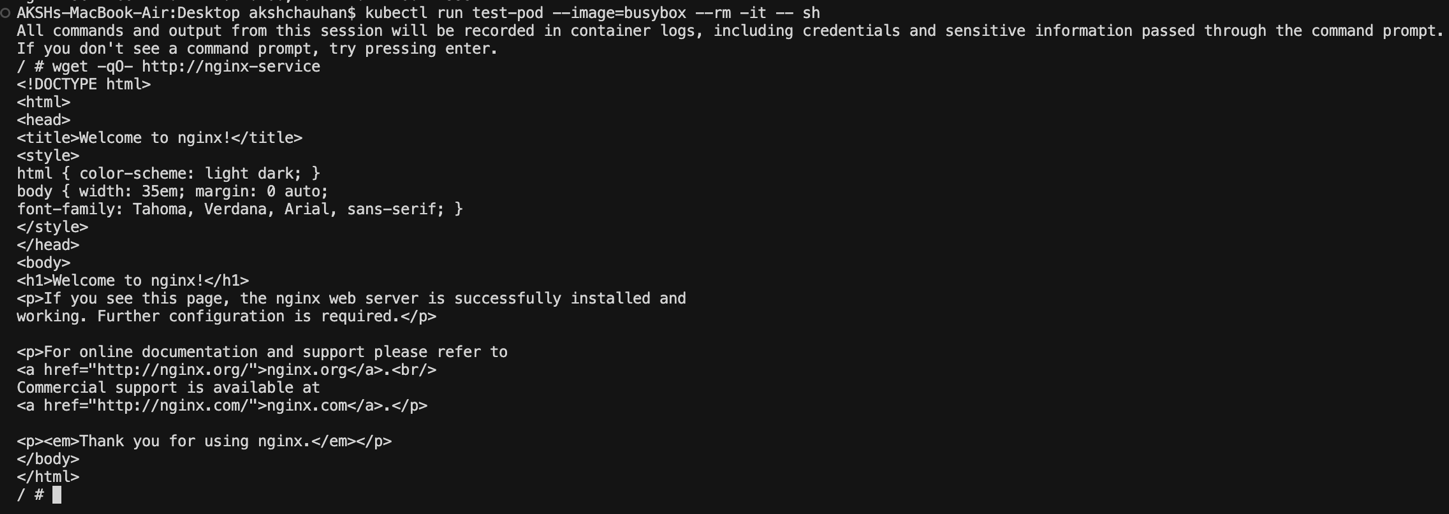 AKSHs-MacBook-Air:Desktop akshchauhan$ kubectl run test-pod --image=busybox --rm -it -- sh
All commands and output from this session will be recorded in container logs, including credentials and sensitive information passed through the command prompt.
If you don't see a command prompt, try pressing enter.
/ # wget -qO- http://nginx-service
<!DOCTYPE html>
<html>
<head>
<title>Welcome to nginx!</title>
<style>
html { color-scheme: light dark; }
body { width: 35em; margin: 0 auto;
font-family: Tahoma, Verdana, Arial, sans-serif; }
</style>
</head>
<body>
<h1>Welcome to nginx!</h1>
<p>If you see this page, the nginx web server is successfully installed and
working. Further configuration is required.</p>

<p>For online documentation and support please refer to
<a href="http://nginx.org/">nginx.org</a>.<br/>
Commercial support is available at
<a href="http://nginx.com/">nginx.com</a>.</p>

<p><em>Thank you for using nginx.</em></p>
</body>
</html>
/ #